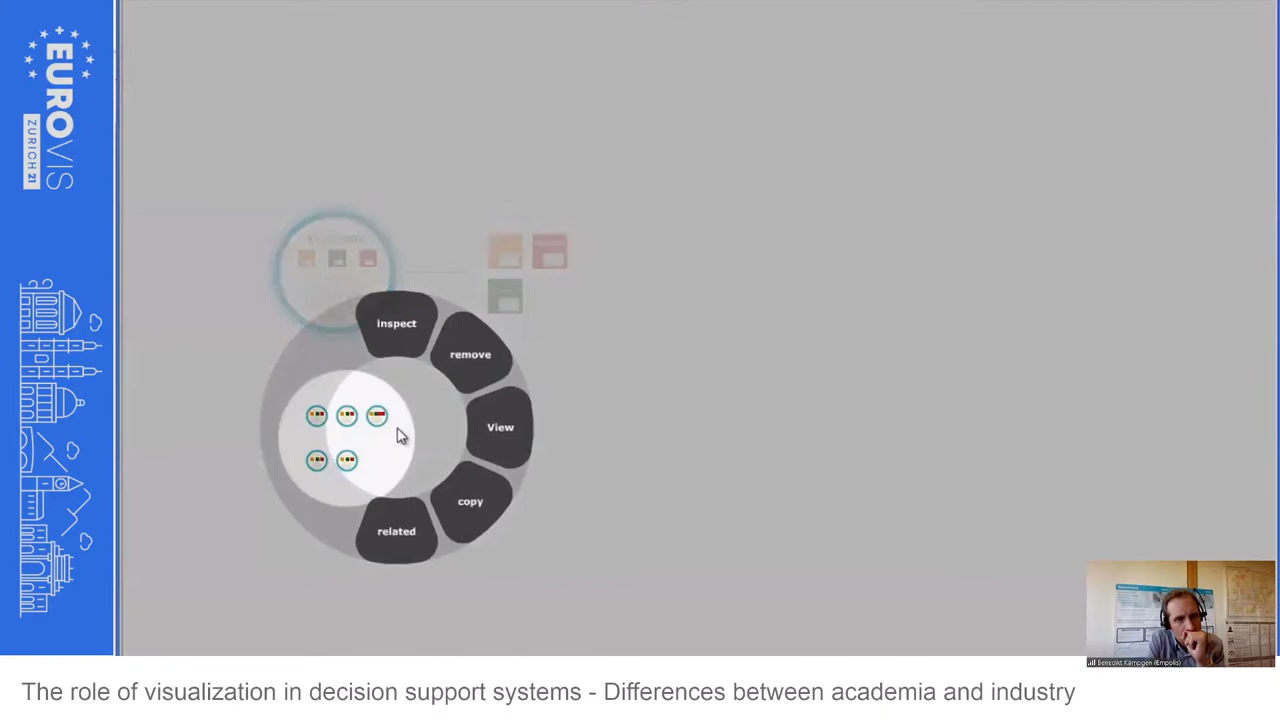 EUROVIS
ZURICH 21
inspect
remove
View
copy
related
Benedikt Kämpgen (Empolis)
The role of visualization in decision support systems - Differences between academia and industry